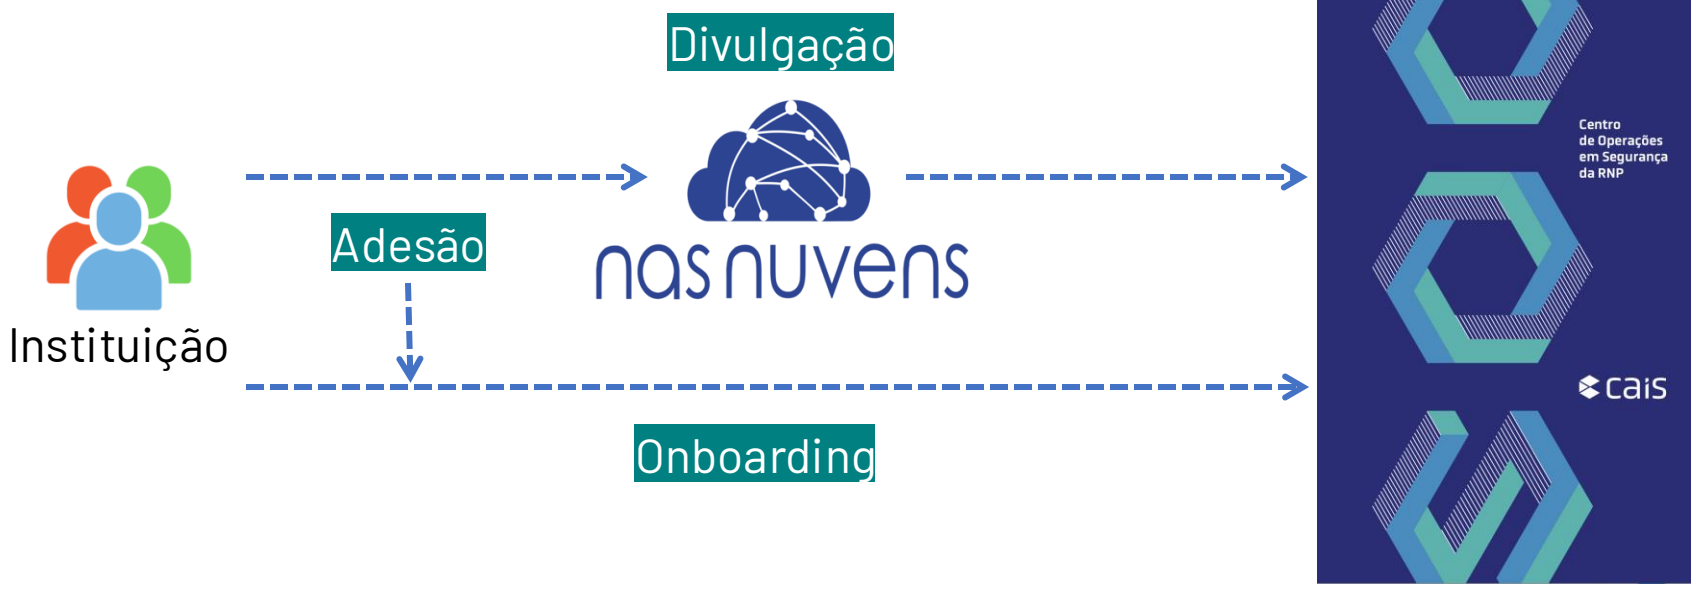 Divulgação
Centro
de Operações
em Segurança
da RNP
Adesão
nas nuvens
Instituição
cais
Onboarding